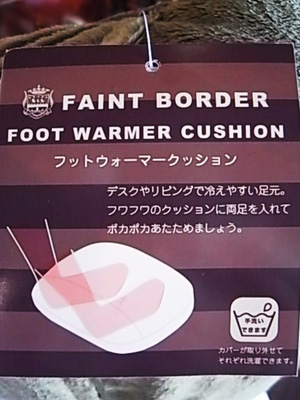 FAINT BORDER
FOOT WARMER CUSHION
フットウォーマークッション
デスクやリビングで冷えやすい足元。
フワフワのクッションに両足を入れて
ポカポカあたためましょう。
手洗い
できます
カバーが取り外せて
それぞれ洗濯できます。